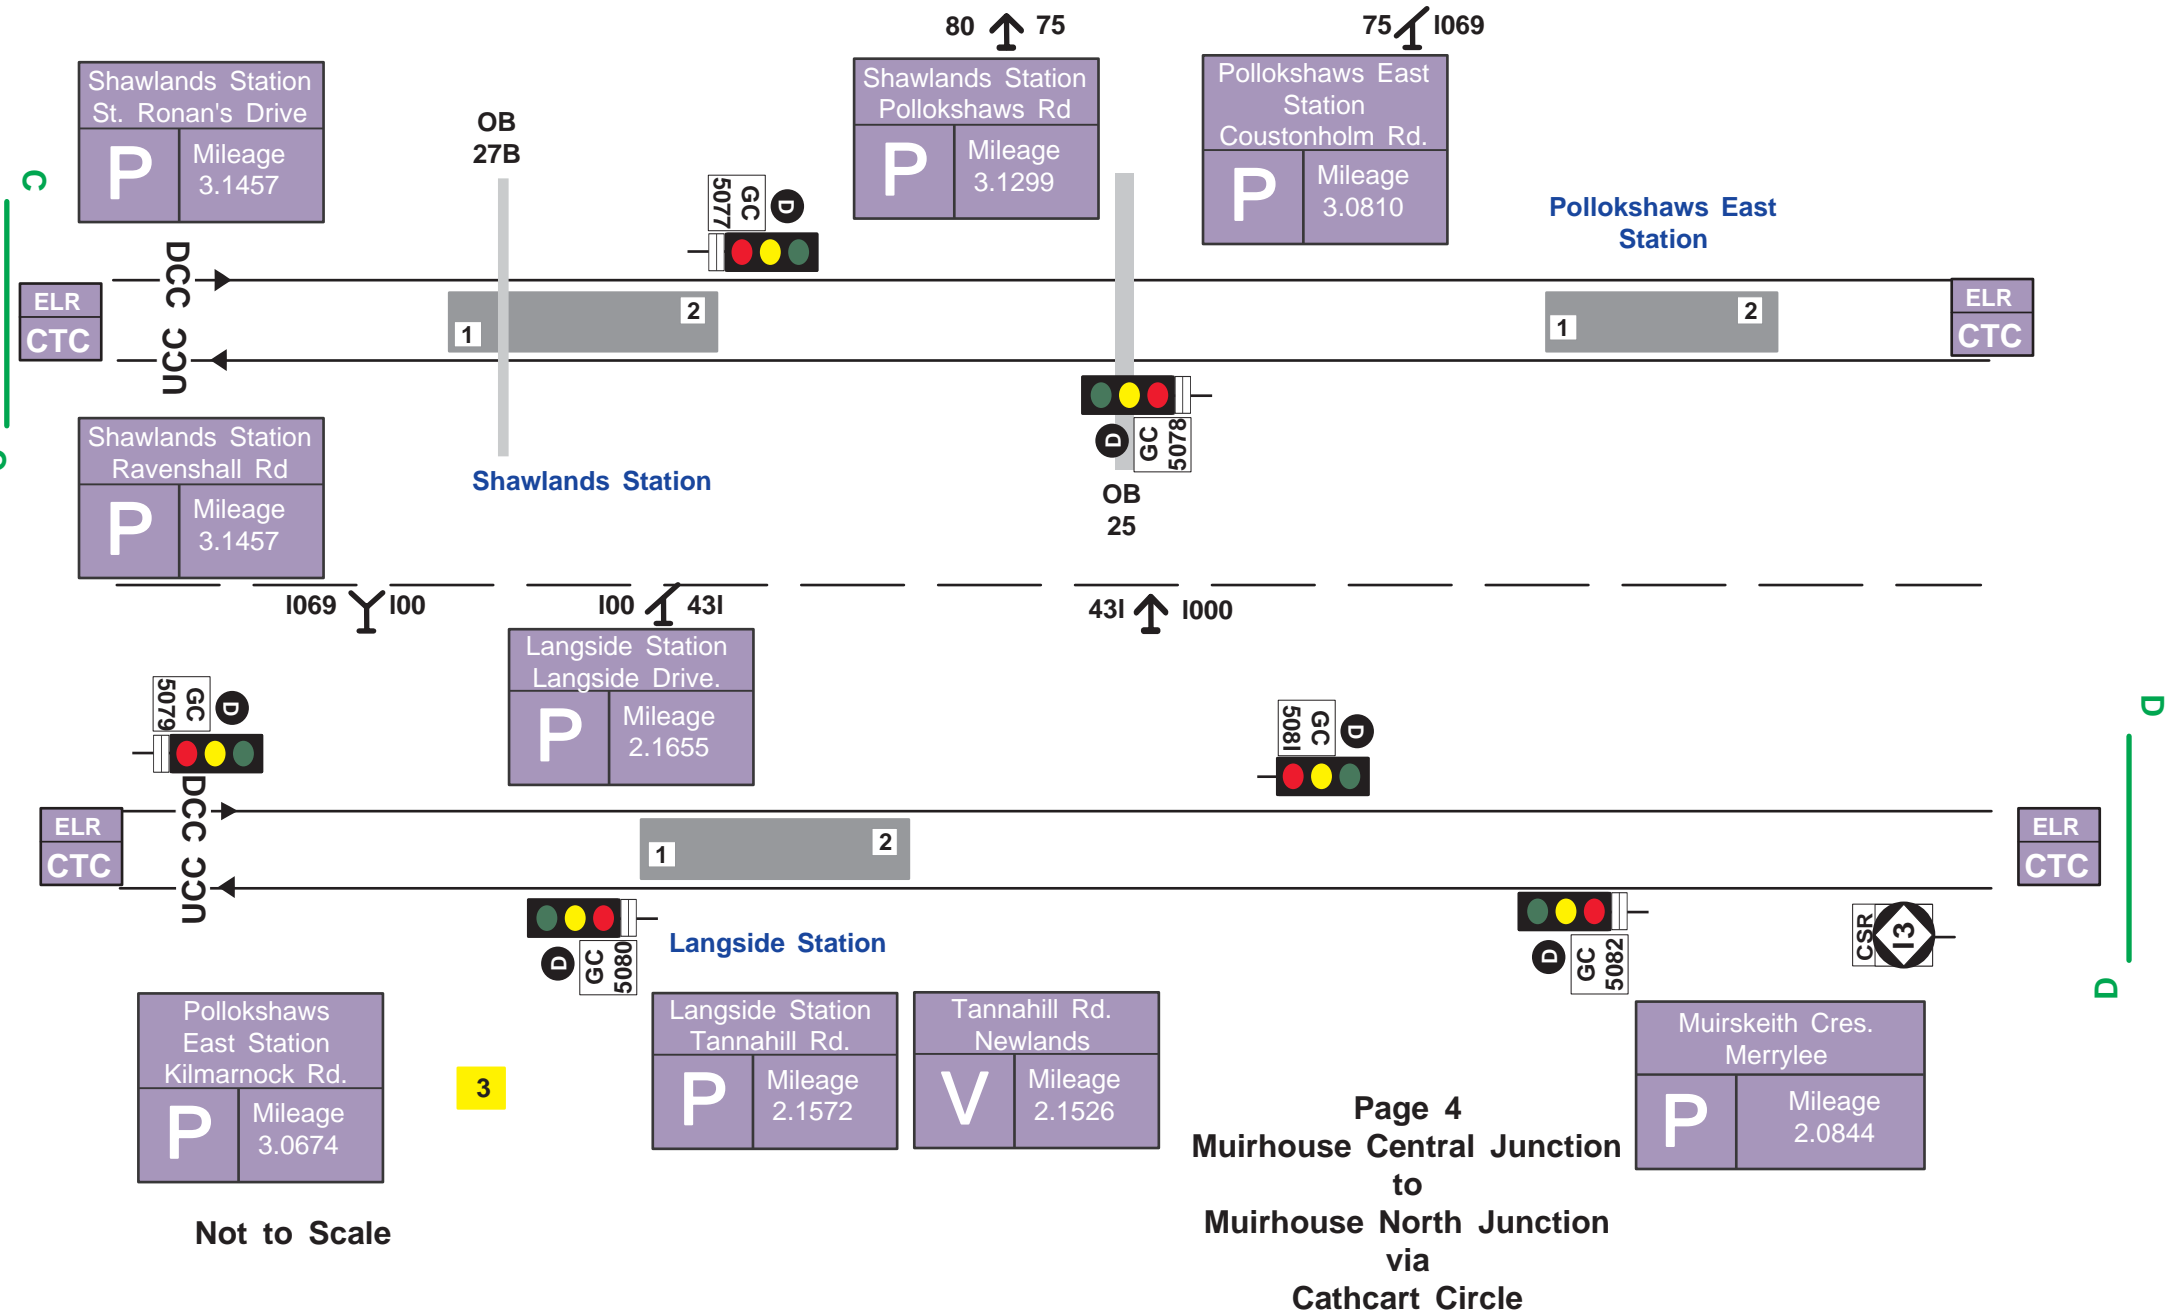 80 75
75 I069
Shawlands Station
St. Ronan's Drive
P
Mileage
3.1457
OB
27B
Shawlands Station
Pollokshaws Rd
P
Mileage
3.1299
Pollokshaws East
Station
Coustonholm Rd.
P
Mileage
3.0810
C
GC
5077
D
Pollokshaws East
Station
DCC
ELR
CTC
UCC
1
2
1
2
ELR
CTC
Shawlands Station
Ravenshall Rd
P
Mileage
3.1457
Shawlands Station
D
GC
5078
OB
25
I069 I00
I00 43I
43I I000
Langside Station
Langside Drive.
P
Mileage
2.1655
GC
5079
D
GC
508I
D
D
DCC
ELR
CTC
UCC
1
2
ELR
CTC
D
GC
5080
Langside Station
D
GC
5082
CSR
I3
D
Pollokshaws
East Station
Kilmarnock Rd.
P
Mileage
3.0674
3
Langside Station
Tannahill Rd.
P
Mileage
2.1572
Tannahill Rd.
Newlands
V
Mileage
2.1526
Muirskeith Cres.
Merrylee
P
Mileage
2.0844
Not to Scale
Page 4
Muirhouse Central Junction
to
Muirhouse North Junction
via
Cathcart Circle